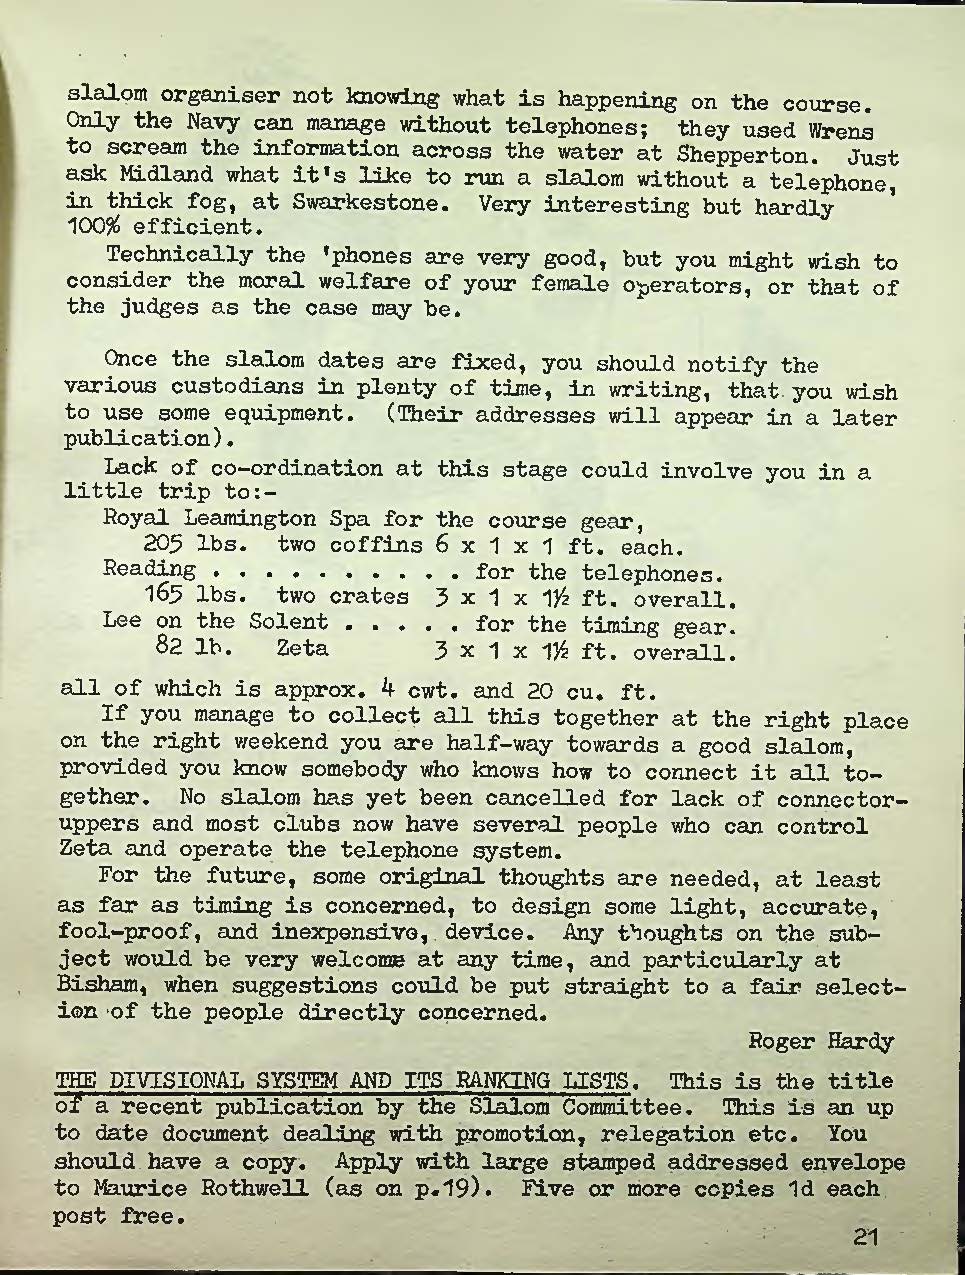 slalom organiser not knowing what is happening on the course.
Only the Navy can manage without telephones; they used Wrens
to scream the information across the water at Shepperton. Just
ask Midland what it's like to run a slalom without a telephone,
in thick fog, at Swarkestone. Very interesting but hardly
100% efficient.
Technically the 'phones are very good, but you might wish to
consider the moral welfare of your female operators, or that of
the judges as the case may be.
Once the slalom dates are fixed, you should notify the
various custodians in plenty of time, in writing, that you wish
to use some equipment. (Their addresses will appear in a later
publication).
Lack of co-ordination at this stage could involve you in a
little trip to:-
Royal Leamington Spa for the course gear,
205 lbs. two coffins 6 x 1 x 1 ft. each.
Reading . . . . . . . . . . for the telephones.
165 lbs. two crates 3 x 1 x 1½ ft. overall.
Lee on the Solent . . . . . for the timing gear.
82 lb. Zeta 3 x 1 x 1½ ft. overall.
all of which is approx. 4 cwt. and 20 cu. ft.
If you manage to collect all this together at the right place
on the right weekend you are half-way towards a good slalom,
provided you know somebody who knows how to connect it all to-
gether. No slalom has yet been cancelled for lack of connector-
uppers and most clubs now have several people who can control
Zeta and operate the telephone system.
For the future, some original thoughts are needed, at least
as far as timing is concerned, to design some light, accurate,
fool-proof, and inexpensive, device. Any thoughts on the sub-
ject would be very welcome at any time, and particularly at
Bisham, when suggestions could be put straight to a fair select-
ion of the people directly concerned.
Roger Hardy
THE DIVISIONAL SYSTEM AND ITS RANKING LISTS. This is the title
of a recent publication by the Slalom Committee. This is an up
to date document dealing with promotion, relegation etc. You
should have a copy. Apply with large stamped addressed envelope
to Maurice Rothwell (as on p.19). Five or more copies 1d each
post free.
21